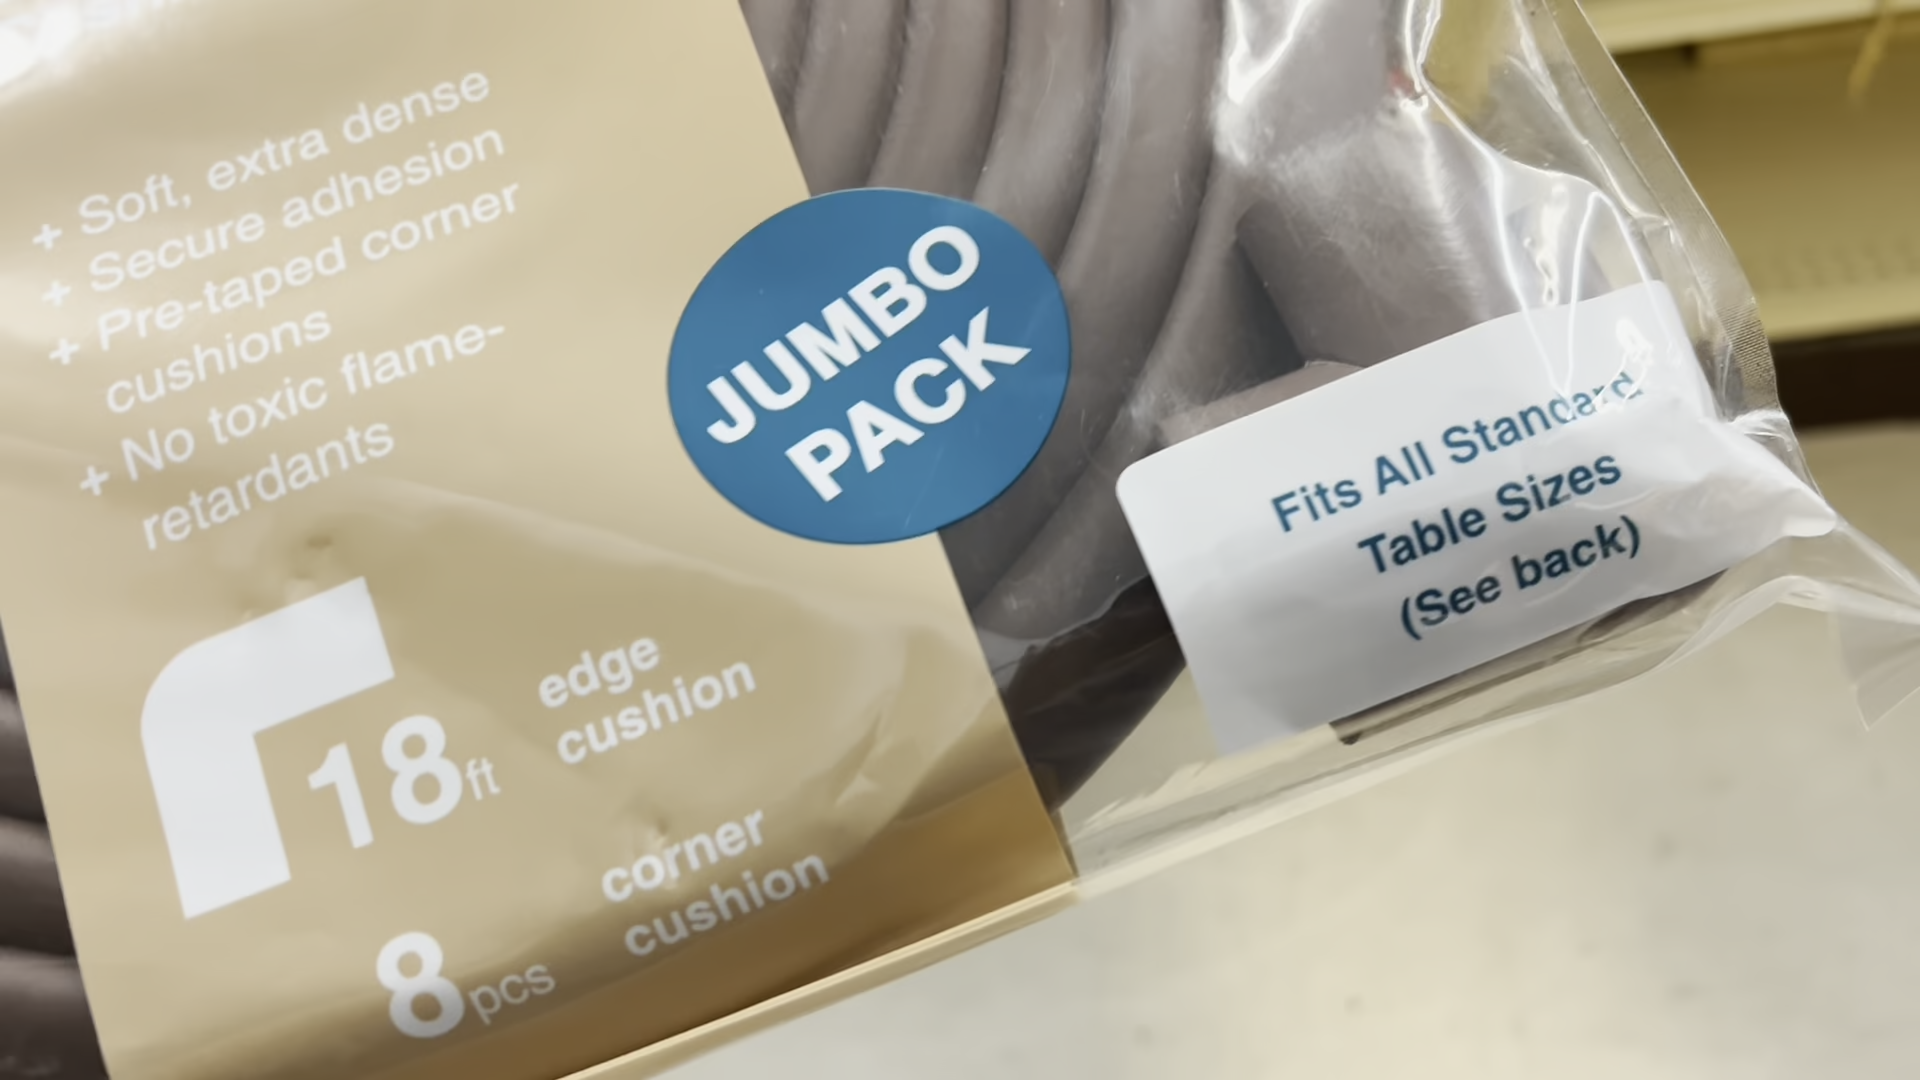 + Soft, extra dense
+ Secure adhesion
+ Pre-taped corner
cushions
+ No toxic flame-
retardants
18ft
edge
cushion
8pcs
corner
cushion
JUMBO
PACK
Fits All Standard
Table Sizes
(See back)